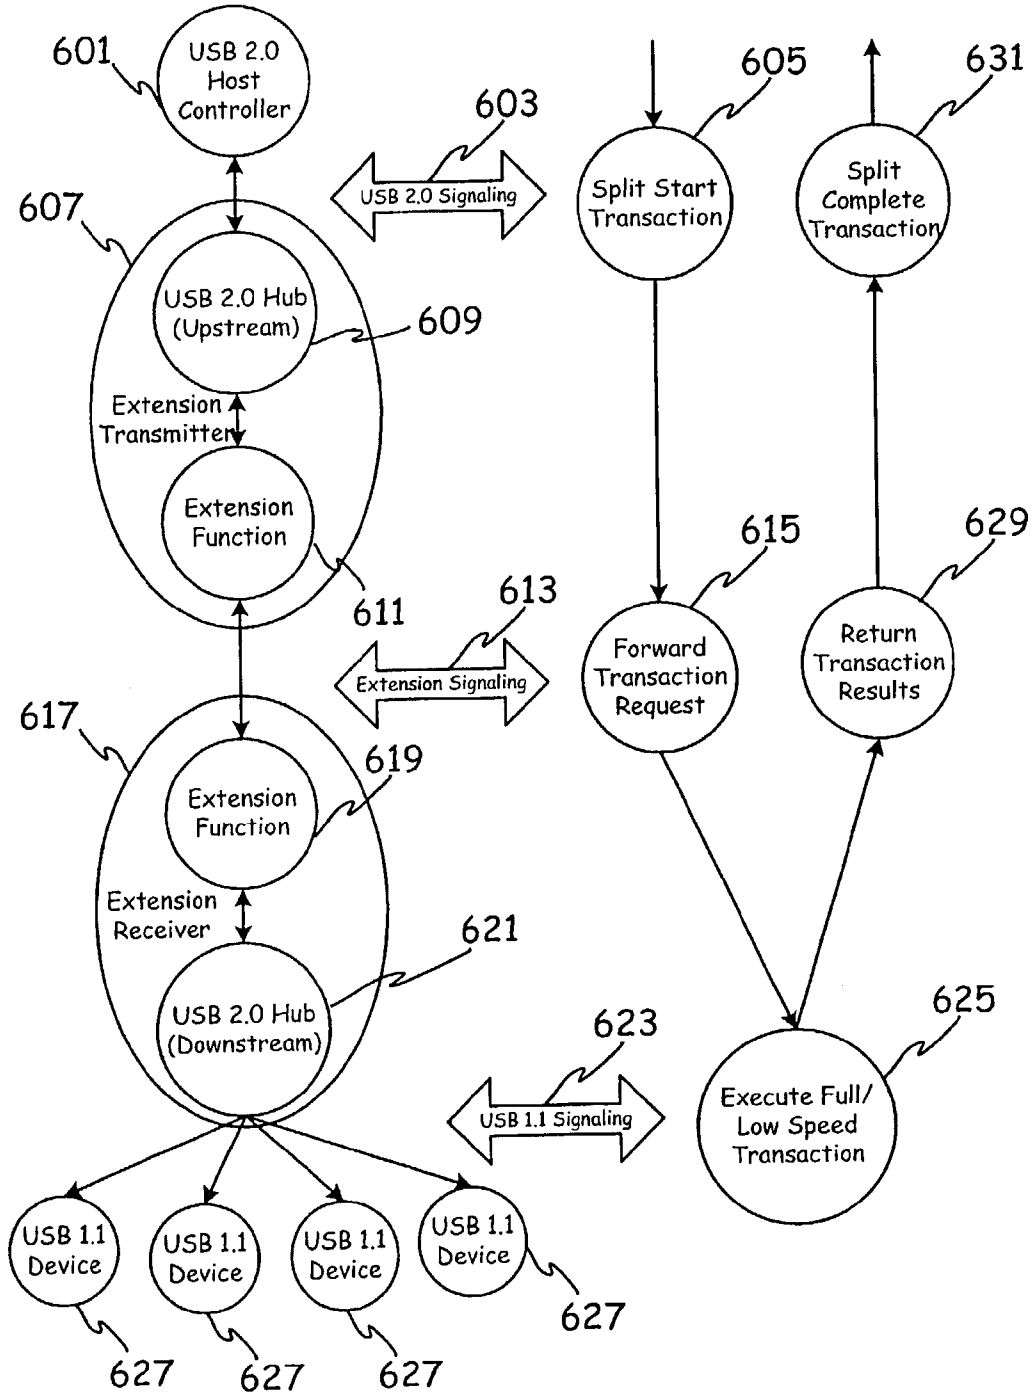 601
USB 2.0
Host
Controller
603
USB 2.0 Signaling
605
Split Start
Transaction
631
Split
Complete
Transaction
607
USB 2.0 Hub
(Upstream)
609
Extension
Transmitter
Extension
Function
611
613
Extension Signaling
615
Forward
Transaction
Request
629
Return
Transaction
Results
617
Extension
Function
619
Extension
Receiver
USB 2.0 Hub
(Downstream)
621
623
USB 1.1 Signaling
625
Execute Full/
Low Speed
Transaction
USB 1.1
Device
627
USB 1.1
Device
627
USB 1.1
Device
627
USB 1.1
Device
627